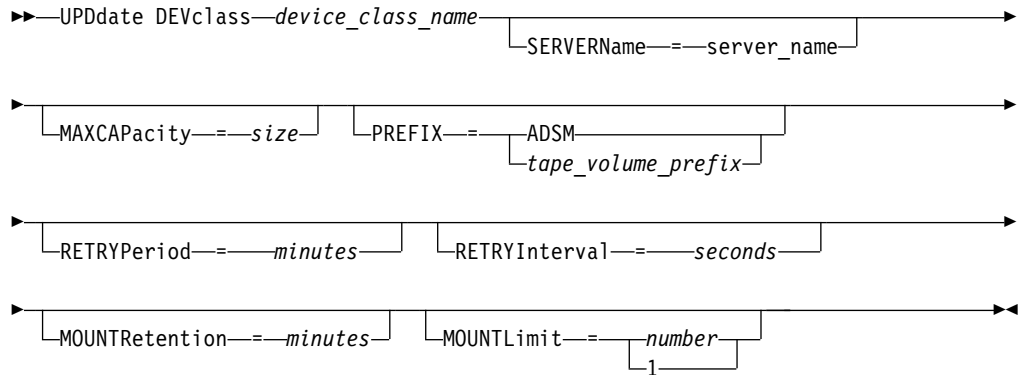 UPDdate DEVclass device_class_name
SERVERName = server_name
MAXCAPacity = size PREFIX = ADSM
tape_volume_prefix
RETRYPeriod = minutes RETRYInterval = seconds
MOUNTRetention = minutes MOUNTLimit = number
1